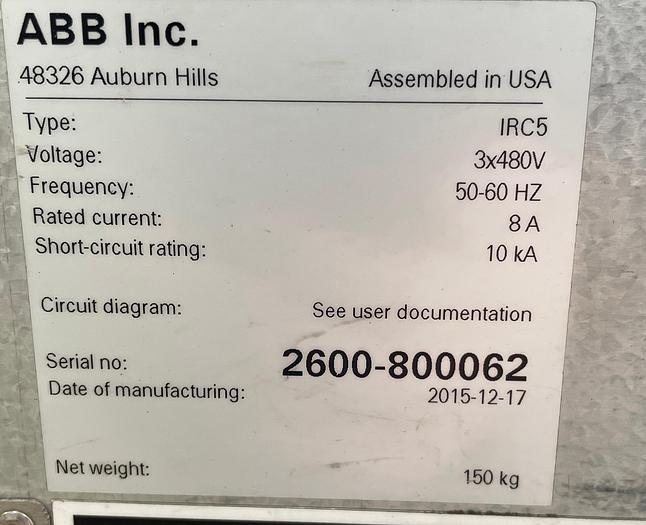 ABB Inc.
48326 Auburn Hills Assembled in USA
Type: IRC5
Voltage: 3x480V
Frequency: 50-60 HZ
Rated current: 8 A
Short-circuit rating: 10 kA
Circuit diagram: See user documentation
Serial no: 2600-800062
Date of manufacturing: 2015-12-17
Net weight: 150 kg